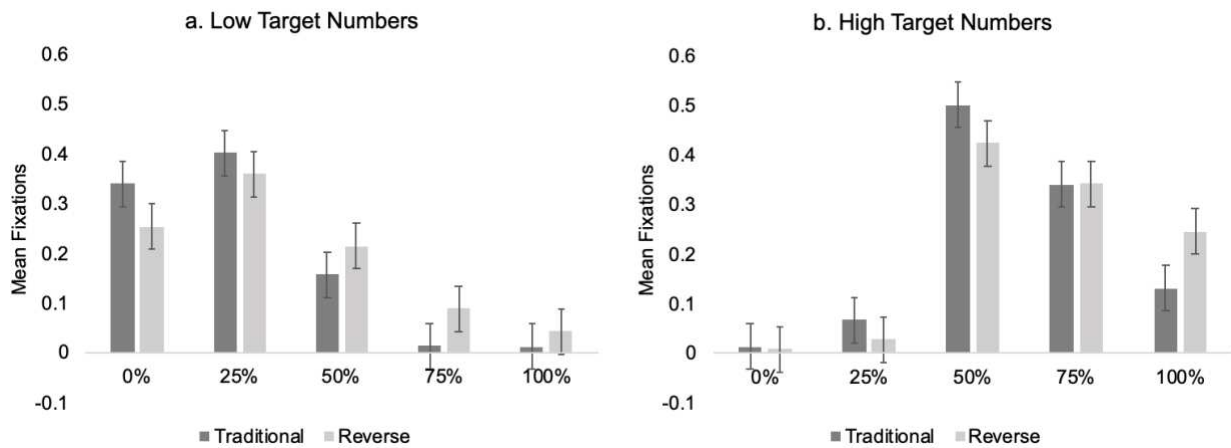 a. Low Target Numbers
Mean Fixations
0.6
0.5
0.4
0.3
0.2
0.1
0
-0.1
0% 25% 50% 75% 100%
Traditional Reverse
b. High Target Numbers
Mean Fixations
0.6
0.5
0.4
0.3
0.2
0.1
0
-0.1
0% 25% 50% 75% 100%
Traditional Reverse